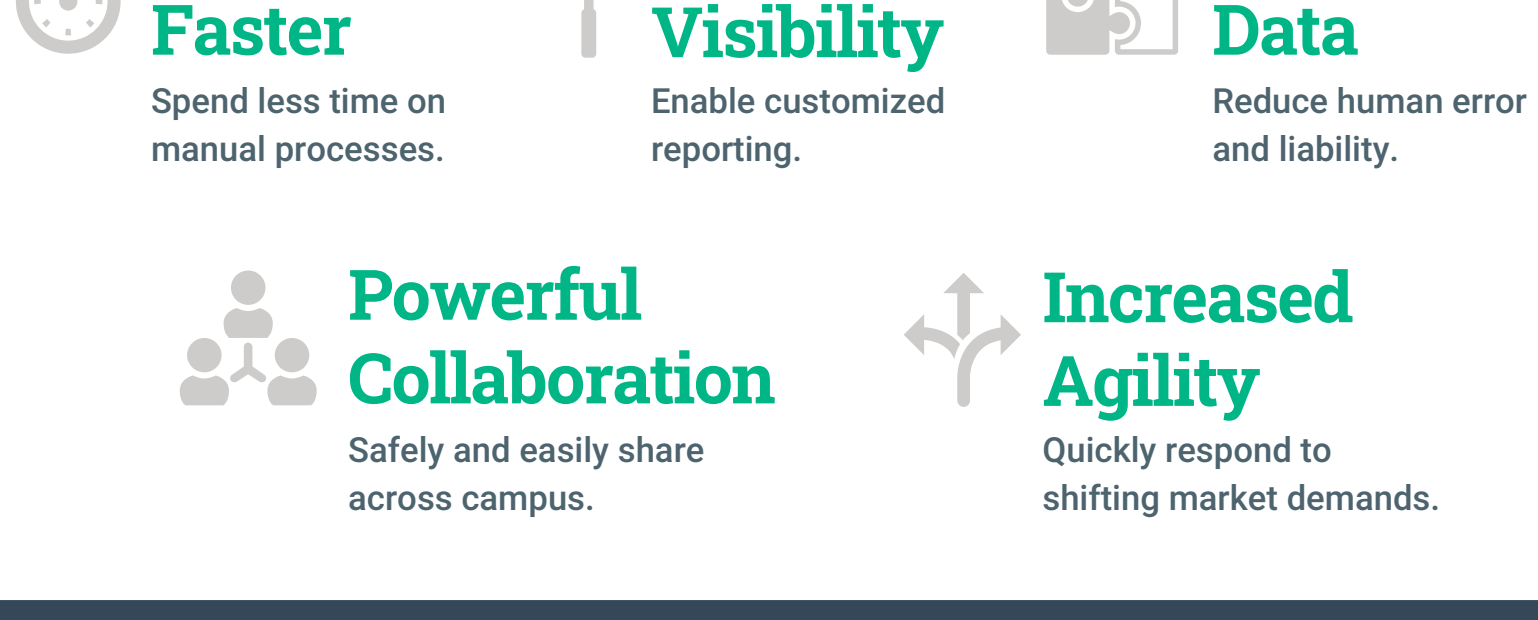 Faster
Spend less time on
manual processes.
Visibility
Enable customized
reporting.
Data
Reduce human error
and liability.
Powerful
Collaboration
Safely and easily share
across campus.
Increased
Agility
Quickly respond to
shifting market demands.